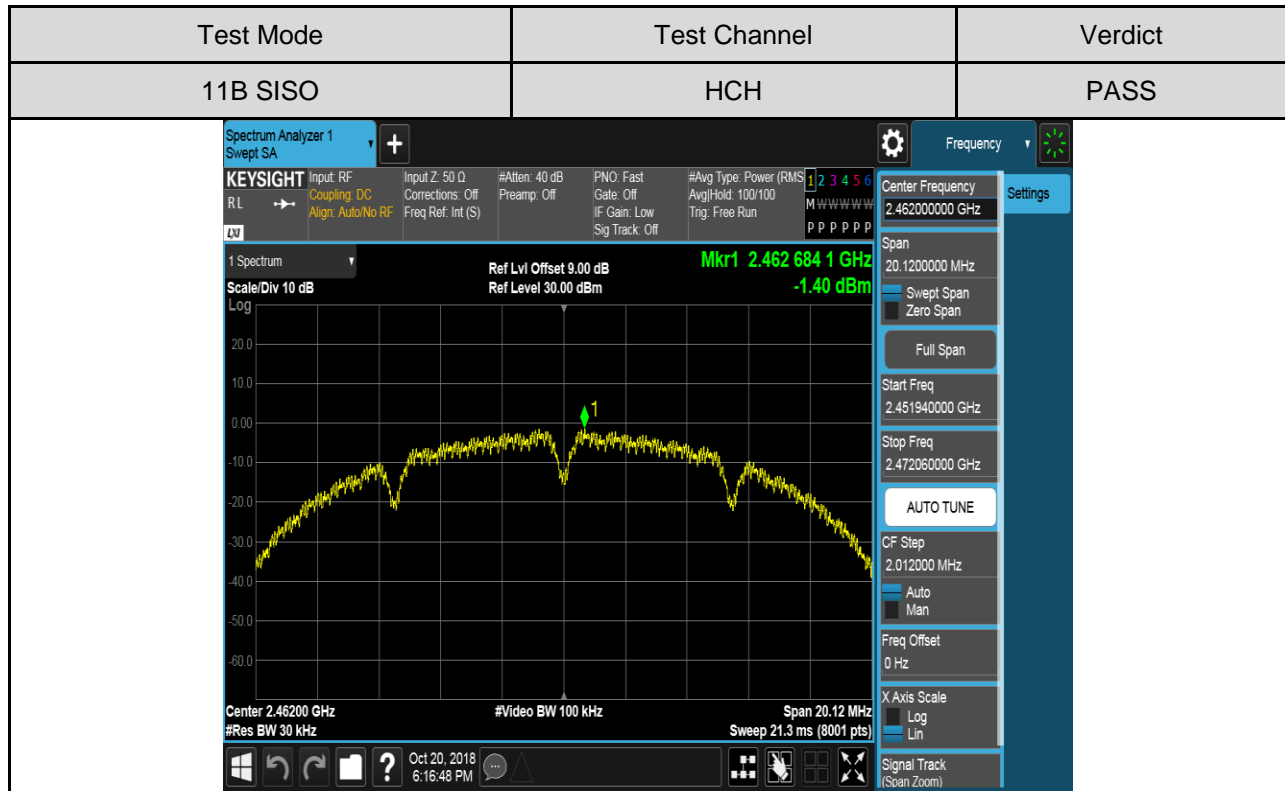 Test Mode Test Channel Verdict
11B SISO HCH PASS
Spectrum Analyzer 1
Swept SA
+
Frequency
KEYSIGHT Input: RF Input Z: 50 Ω #Atten: 40 dB PNO: Fast #Avg Type: Power (RMS 1 2 3 4 5 6
RL Coupling: DC Corrections: Off Preamp: Off Gate: Off Avg|Hold: 100/100 M W W W W W
Align: Auto/No RF Freq Ref: Int (S) IF Gain: Low Trig: Free Run
LXI Sig Track: Off P P P P P P
1 Spectrum Ref Lvl Offset 9.00 dB Mkr1 2.462 684 1 GHz
Scale/Div 10 dB Ref Level 30.00 dBm -1.40 dBm
Log
20.0
10.0
0.00
1
-10.0
-20.0
-30.0
-40.0
-50.0
-60.0
Center 2.46200 GHz #Video BW 100 kHz Span 20.12 MHz
#Res BW 30 kHz Sweep 21.3 ms (8001 pts)
Center Frequency
2.462000000 GHz
Settings
Span
20.1200000 MHz
Swept Span
Zero Span
Full Span
Start Freq
2.451940000 GHz
Stop Freq
2.472060000 GHz
AUTO TUNE
CF Step
2.012000 MHz
Auto
Man
Freq Offset
0 Hz
X Axis Scale
Log
Lin
Signal Track
(Span Zoom)
? Oct 20, 2018
6:16:48 PM